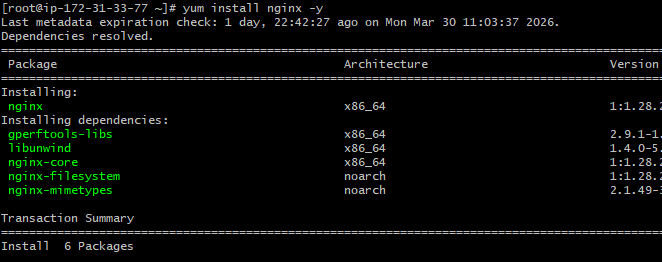 [root@ip-172-31-33-77 ~]# yum install nginx -y
Last metadata expiration check: 1 day, 22:42:27 ago on Mon Mar 30 11:03:37 2026.
Dependencies resolved.
Package Architecture Version
Installing:
nginx x86_64 1:1.28.2
Installing dependencies:
gperftools-libs x86_64 2.9.1-1.
libunwind x86_64 1.4.0-5.
nginx-core x86_64 1:1.28.2
nginx-filesystem noarch 1:1.28.2
nginx-mimetypes noarch 2.1.49-3
Transaction Summary
Install 6 Packages